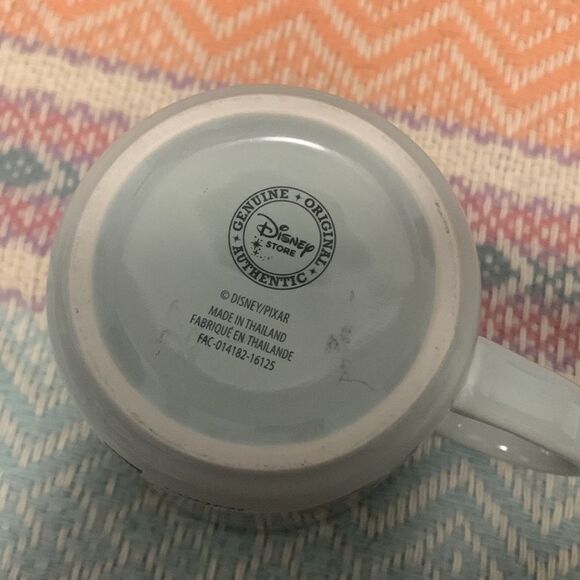 GENUINE • ORIGINAL • AUTHENTIC
Disney
STORE
© DISNEY/PIXAR
MADE IN THAILAND
FABRIQUÉ EN THAILANDE
FAC-014182-16125